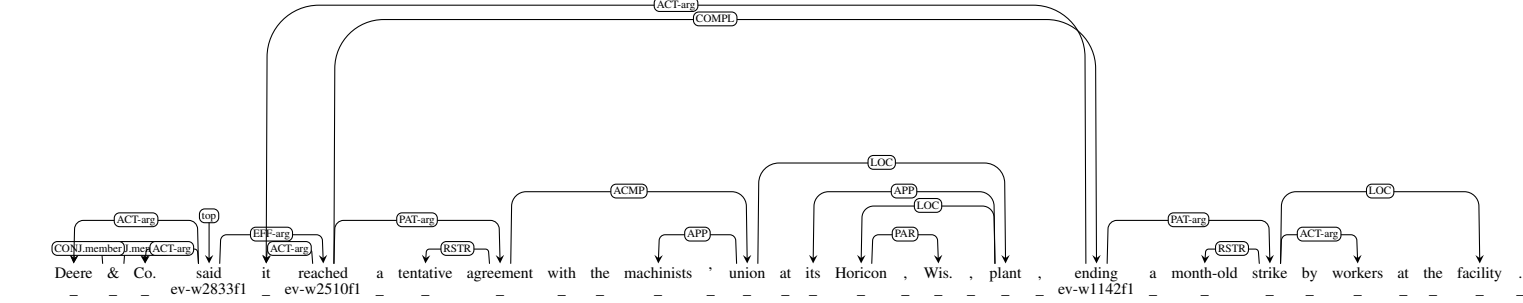 ACT-arg
COMPL
LOC
ACMP APP LOC
ACT-arg top EFF-arg PAT-arg APP PAR PAT-arg LOC
CONJ.member ACT-arg ACT-arg RSTR RSTR ACT-arg
Deere & Co. said it reached a tentative agreement with the machinists ' union at its Horicon , Wis. , plant , ending a month-old strike by workers at the facility .
_ _ _ ev-w2833f1 _ ev-w2510f1 _ _ _ _ _ _ _ _ _ _ _ _ _ _ _ _ ev-w1142f1 _ _ _ _ _ _ _ _ _